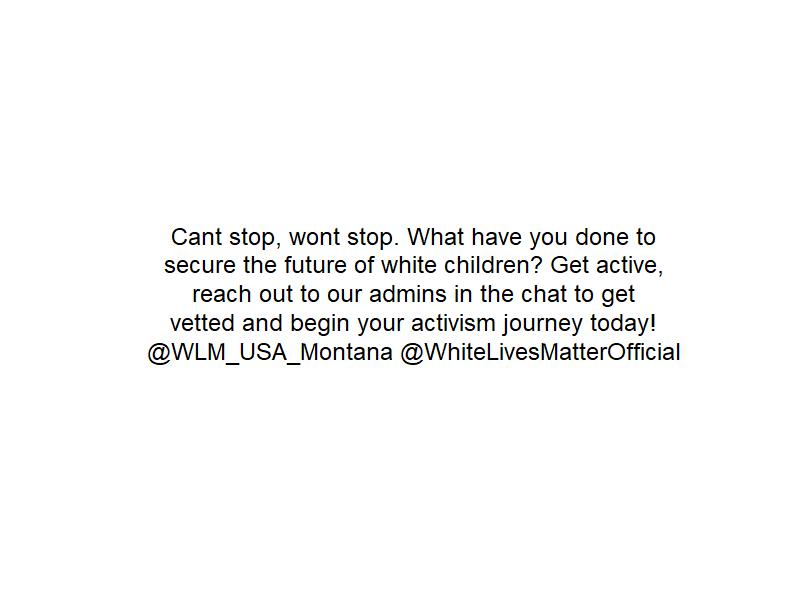 Cant stop, wont stop. What have you done to
secure the future of white children? Get active,
reach out to our admins in the chat to get
vetted and begin your activism journey today!
@WLM_USA_Montana @WhiteLivesMatterOfficial